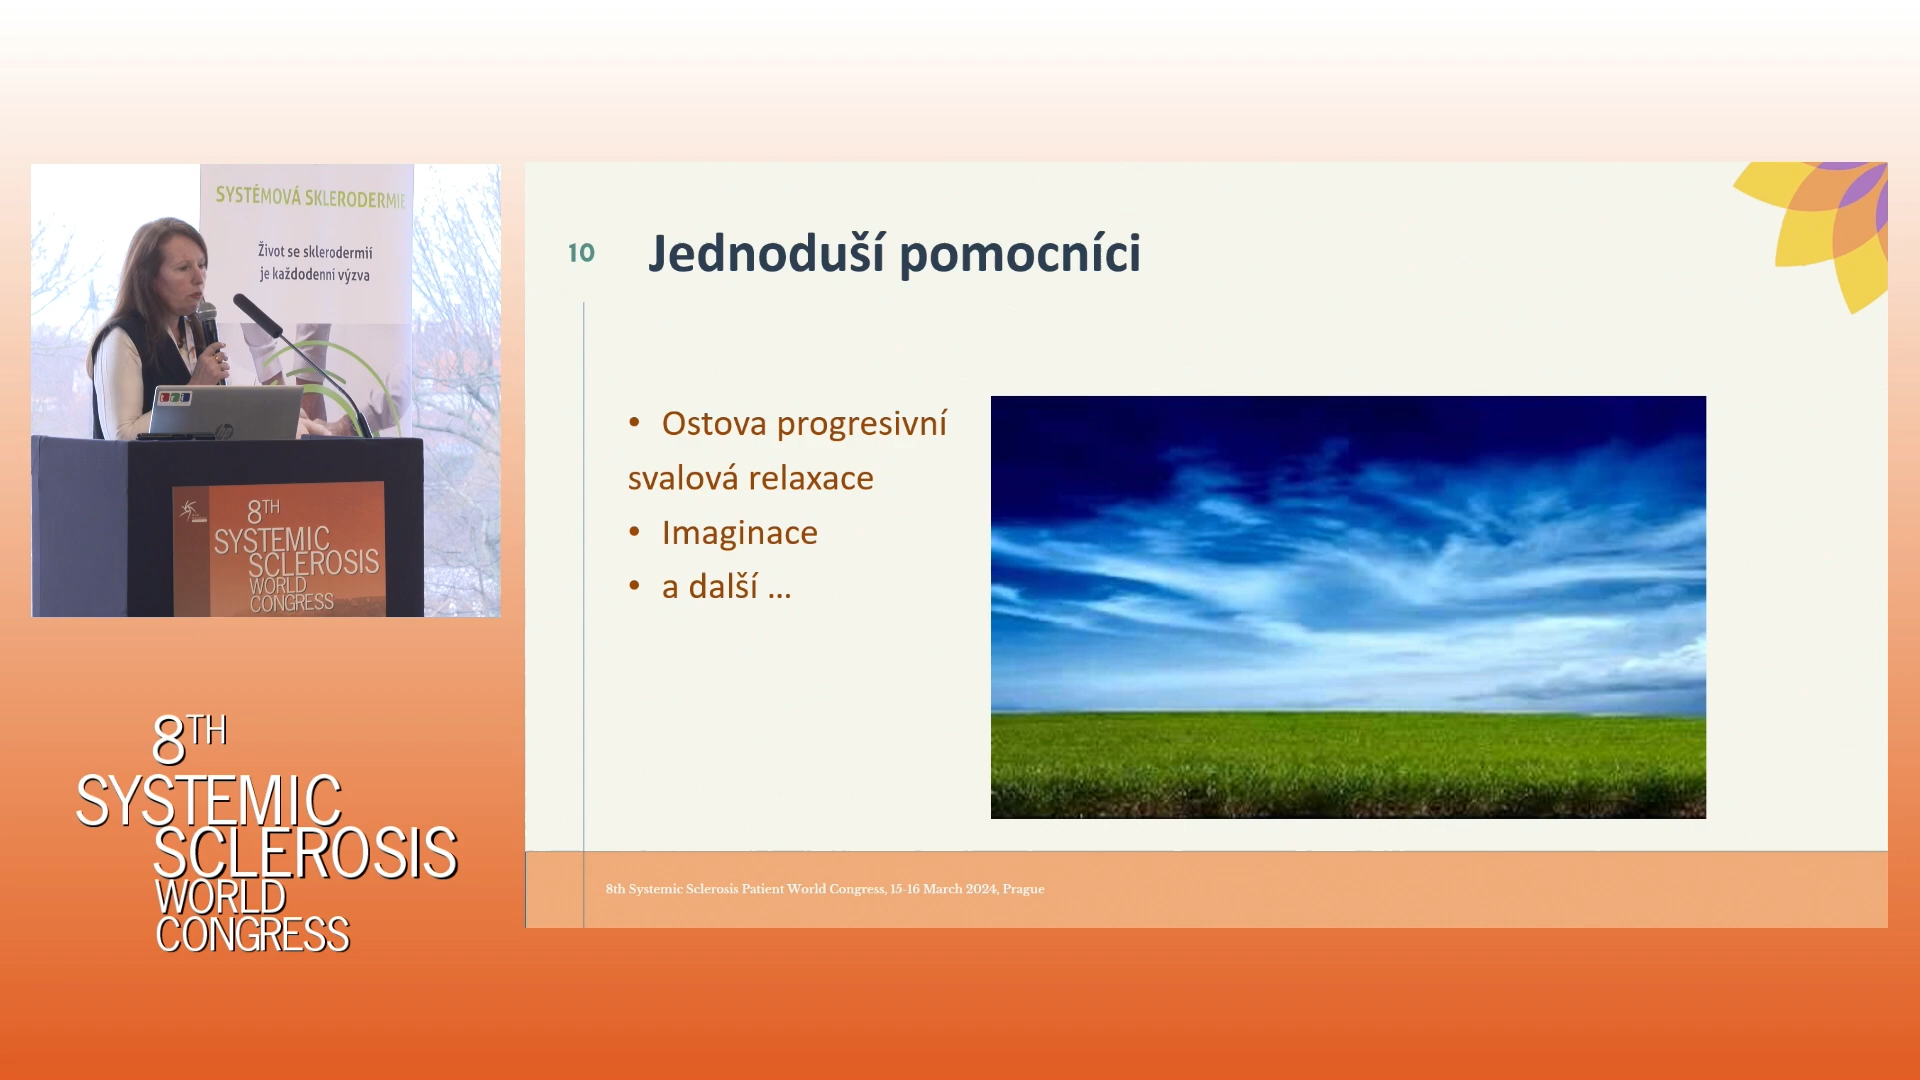 SYSTÉMOVÁ SKLERODERMIE
Život se sklerodermií
je každodenní výzva
8TH
SYSTEMIC
SCLEROSIS
WORLD
CONGRESS
8TH
SYSTEMIC
SCLEROSIS
WORLD
CONGRESS
10
Jednoduší pomocníci
• Ostova progresivní
svalová relaxace
• Imaginace
• a další ...
8th Systemic Sclerosis Patient World Congress, 15-16 March 2024, Prague